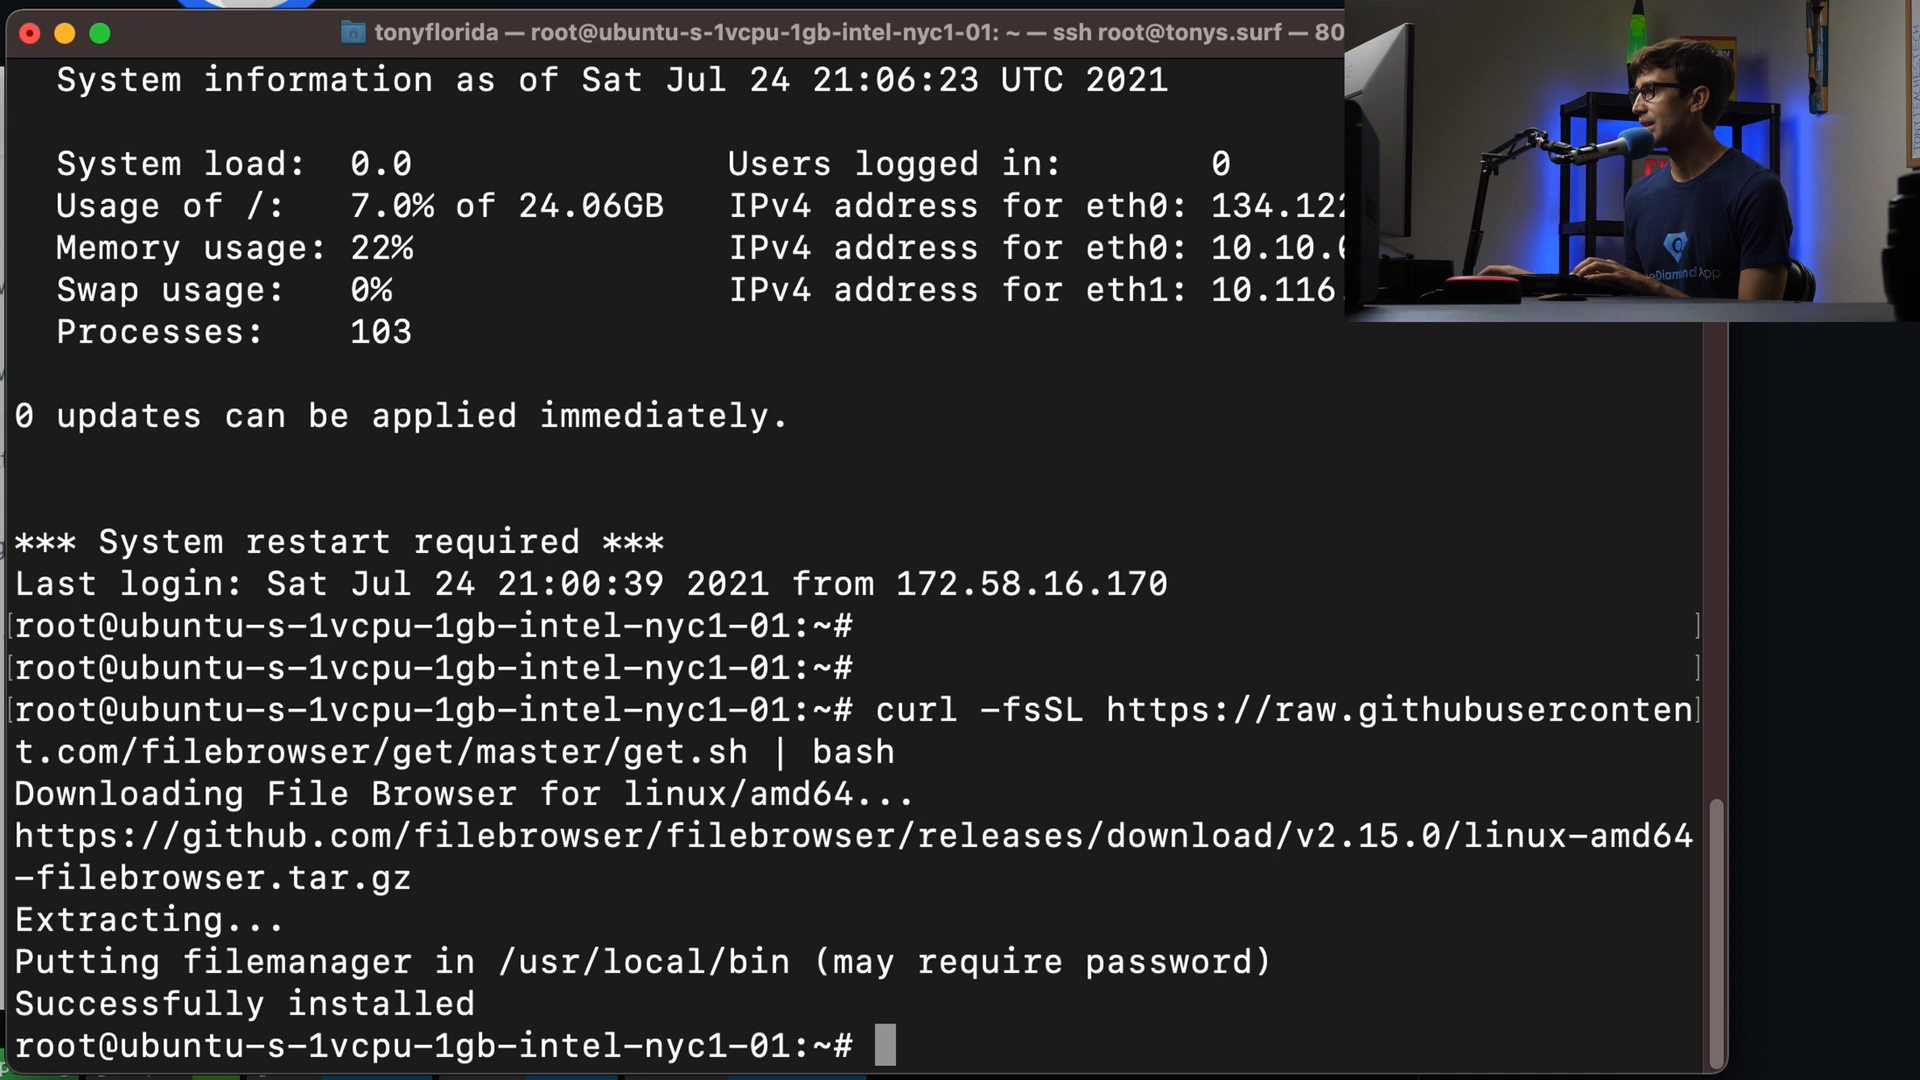 tonyflorida — root@ubuntu-s-1vcpu-1gb-intel-nyc1-01: ~ — ssh root@tonys.surf — 80
System information as of Sat Jul 24 21:06:23 UTC 2021
System load: 0.0 Users logged in: 0
Usage of /: 7.0% of 24.06GB IPv4 address for eth0: 134.122
Memory usage: 22% IPv4 address for eth0: 10.10.0
Swap usage: 0% IPv4 address for eth1: 10.116.
Processes: 103
0 updates can be applied immediately.
*** System restart required ***
Last login: Sat Jul 24 21:00:39 2021 from 172.58.16.170
[root@ubuntu-s-1vcpu-1gb-intel-nyc1-01:~# ]
[root@ubuntu-s-1vcpu-1gb-intel-nyc1-01:~# ]
[root@ubuntu-s-1vcpu-1gb-intel-nyc1-01:~# curl -fsSL https://raw.githubuserconten]
t.com/filebrowser/get/master/get.sh | bash
Downloading File Browser for linux/amd64...
https://github.com/filebrowser/filebrowser/releases/download/v2.15.0/linux-amd64
-filebrowser.tar.gz
Extracting...
Putting filemanager in /usr/local/bin (may require password)
Successfully installed
root@ubuntu-s-1vcpu-1gb-intel-nyc1-01:~#
eDiamond App